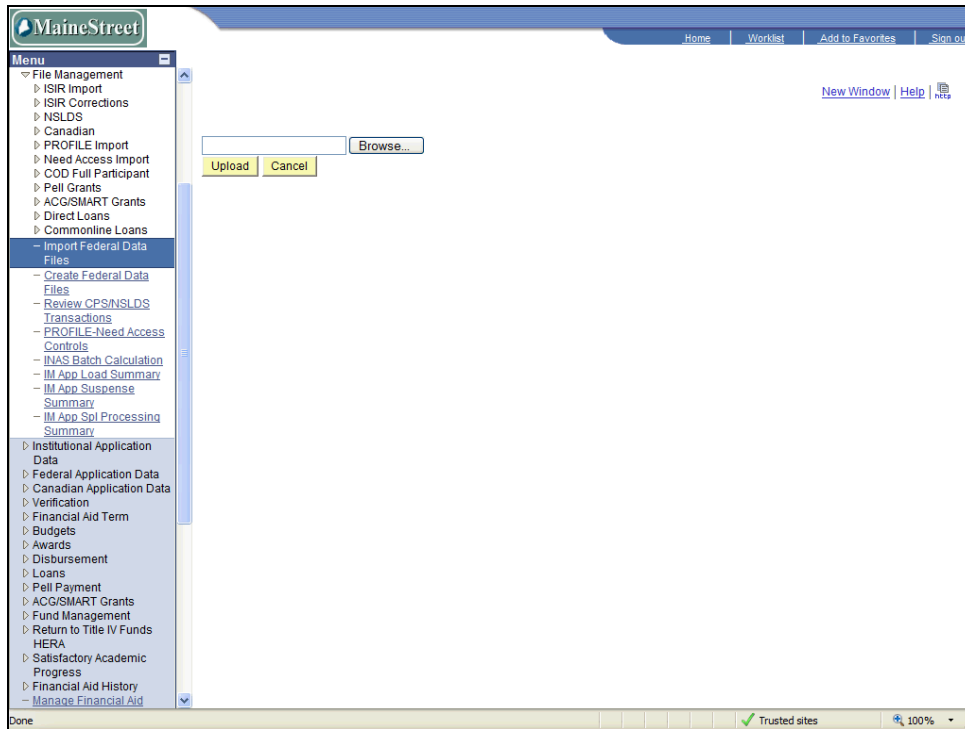 MaineStreet
Home Worklist Add to Favorites Sign ou
Menu
File Management
ISIR Import
ISIR Corrections
NSLDS
Canadian
PROFILE Import
Need Access Import
COD Full Participant
Pell Grants
ACG/SMART Grants
Direct Loans
Commonline Loans
Import Federal Data
Files
Create Federal Data
Files
Review CPS/NSLDS
Transactions
PROFILE-Need Access
Controls
INAS Batch Calculation
IM App Load Summary
IM App Suspense
Summary
IM App Spl Processing
Summary
Institutional Application
Data
Federal Application Data
Canadian Application Data
Verification
Financial Aid Term
Budgets
Awards
Disbursement
Loans
Pell Payment
ACG/SMART Grants
Fund Management
Return to Title IV Funds
HERA
Satisfactory Academic
Progress
Financial Aid History
Manage Financial Aid
New Window | Help | http
Browse...
Upload Cancel
Done Trusted sites 100%